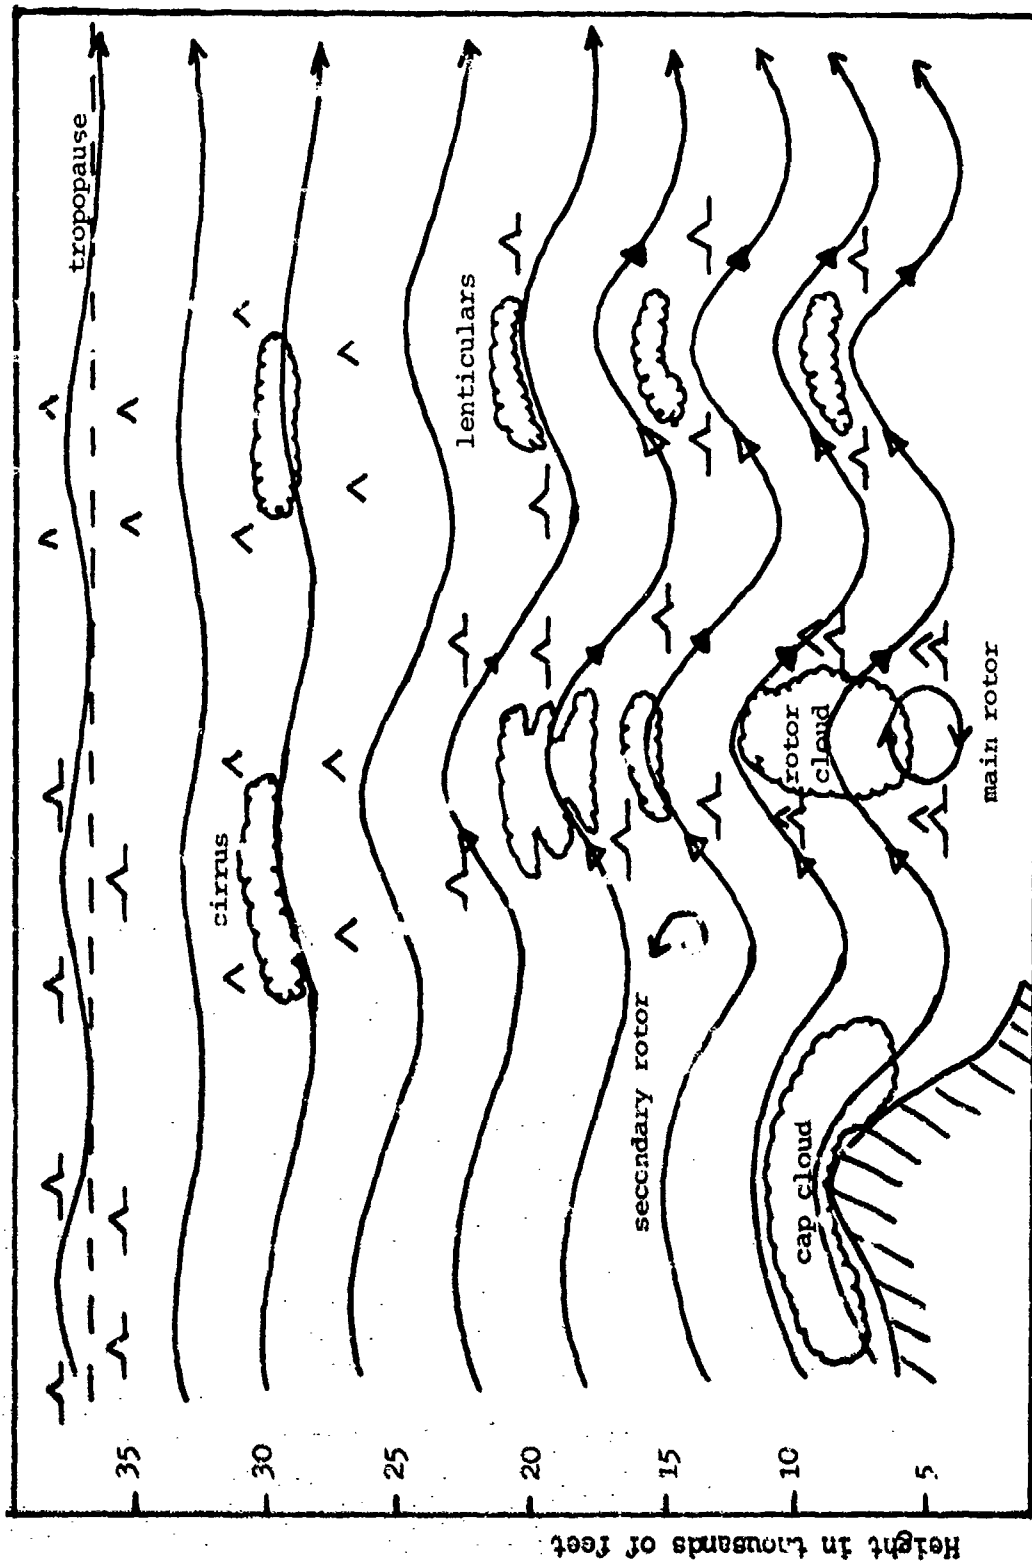 tropopause
cirrus
lenticulars
secondary rotor
rotor
cloud
cap cloud
main rotor
35
30
25
20
15
10
5
Height in thousands of feet